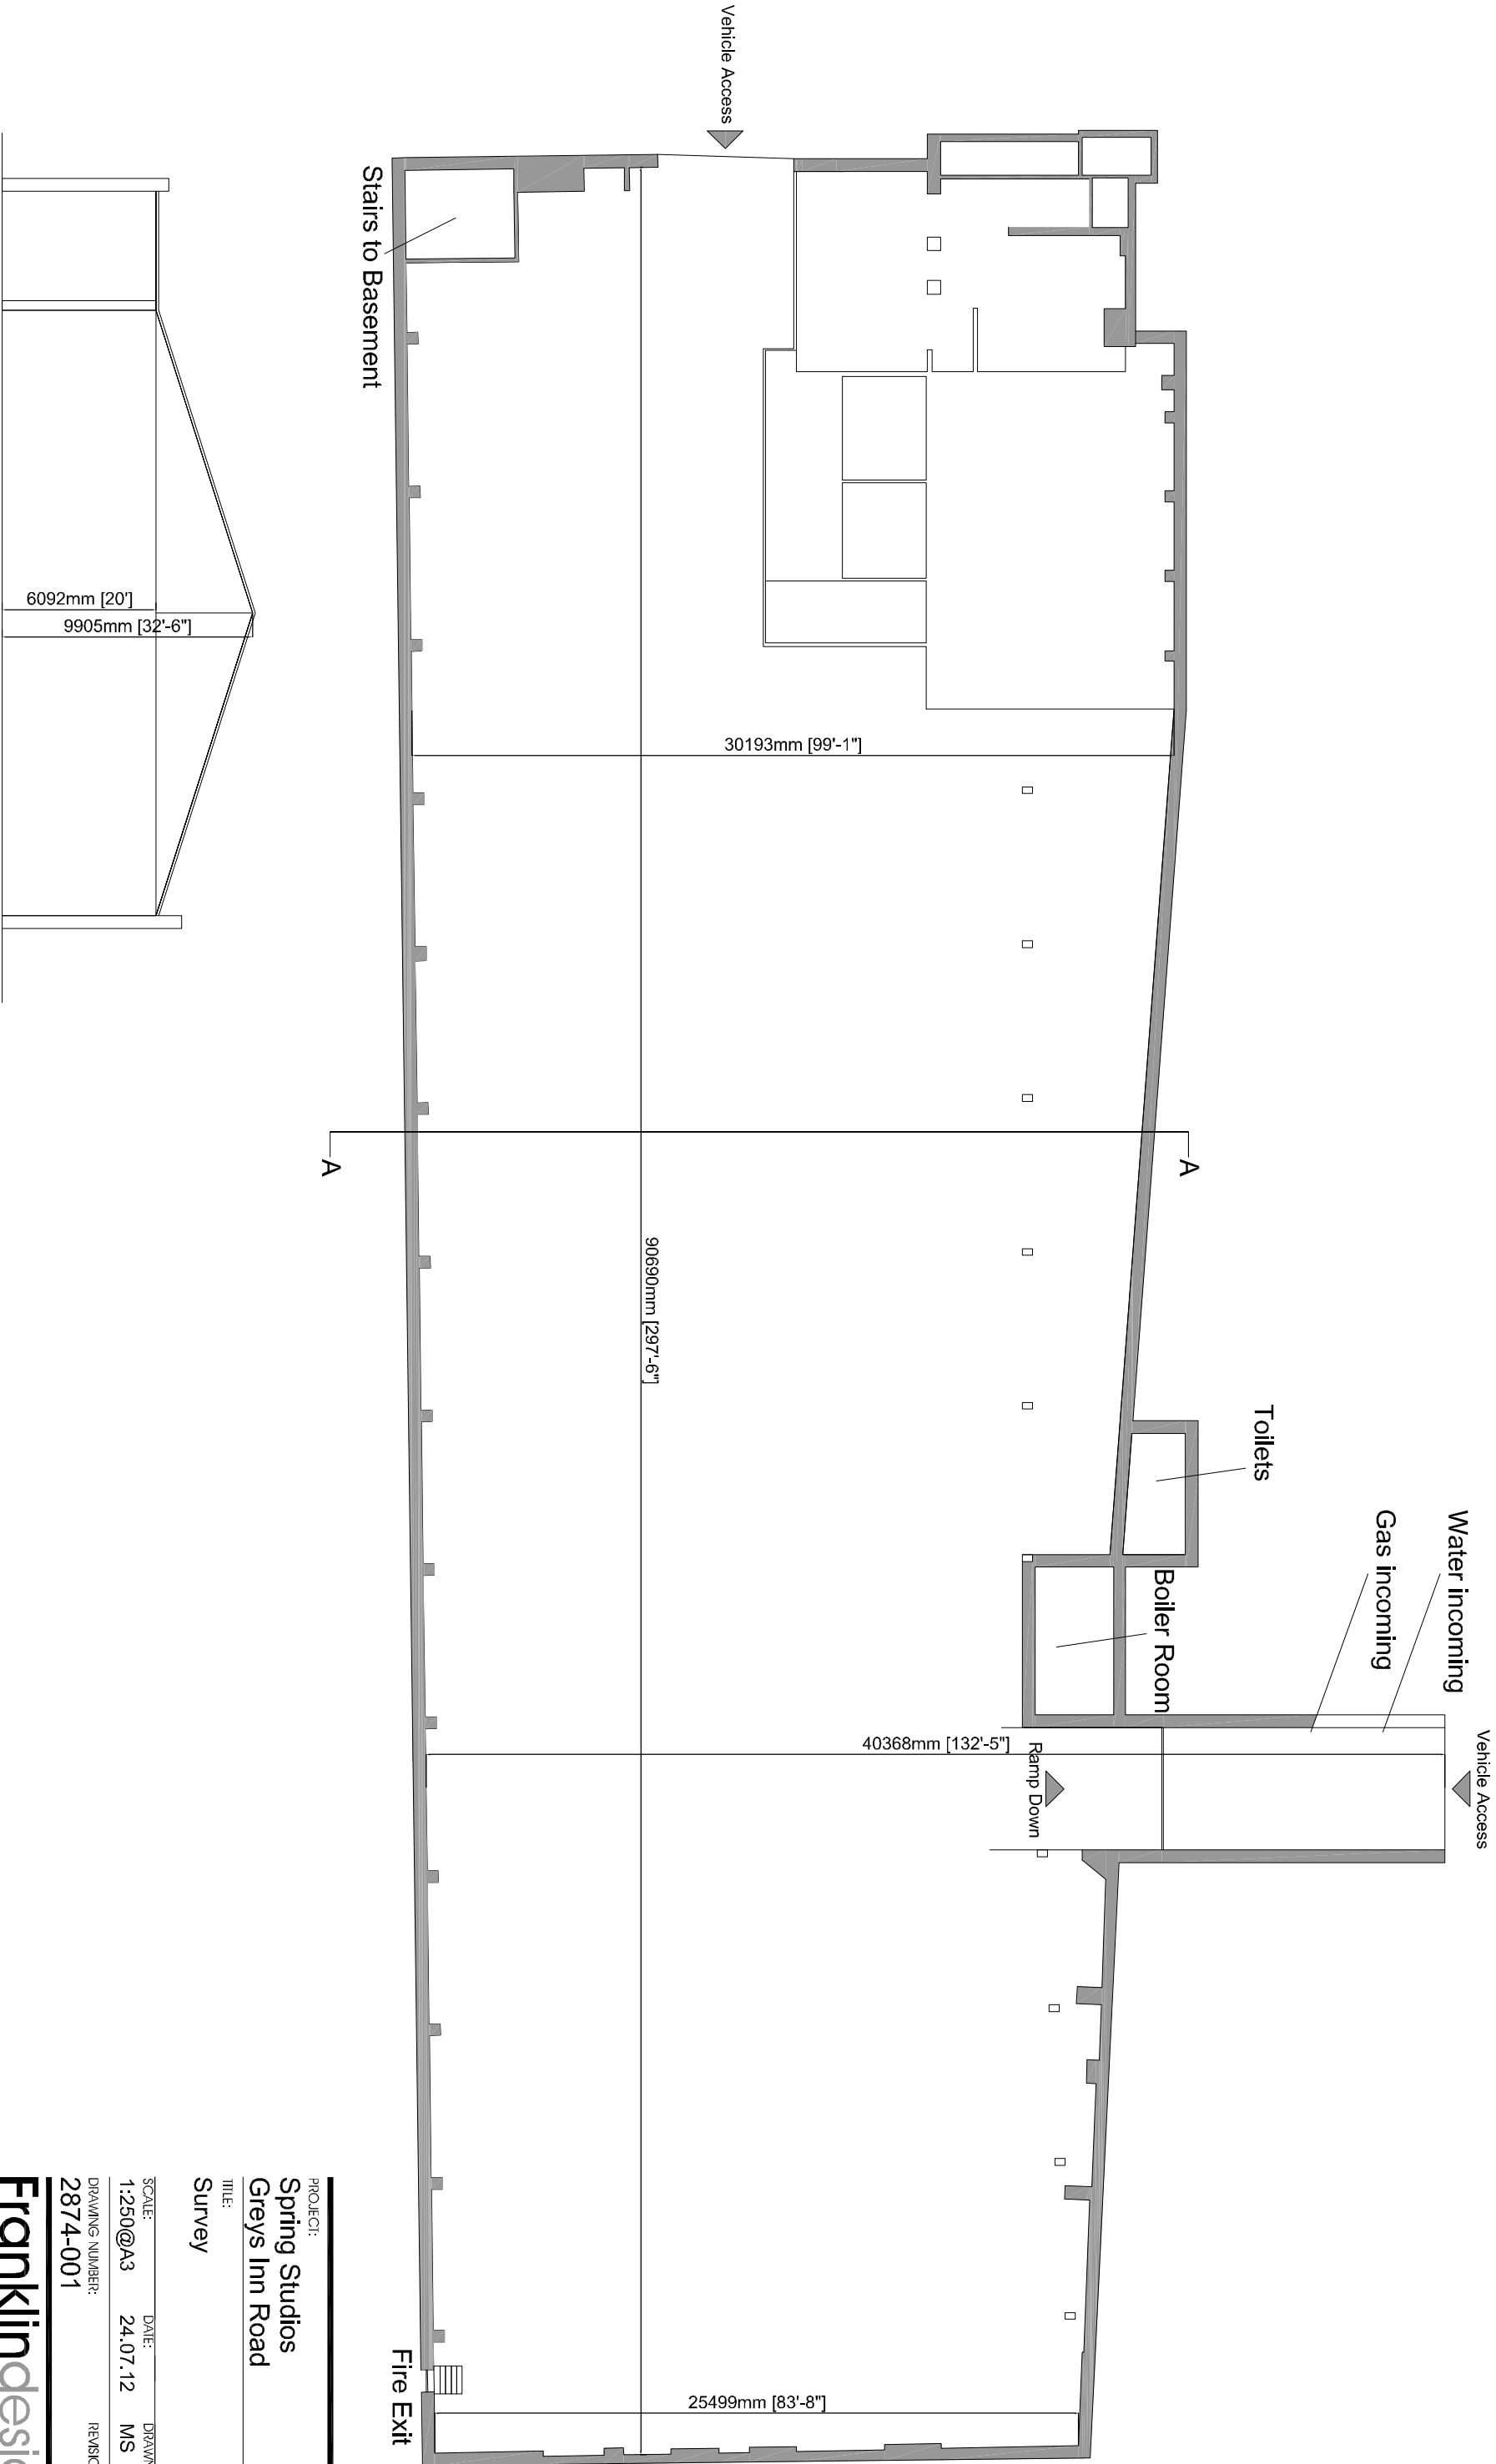 Vehicle Access
Stairs to Basement
6092mm [20']
9905mm [32'-6"]
30193mm [99'-1"]
A
A
90690mm [297'-6"]
Toilets
Water incoming
Gas incoming
Boiler Room
Vehicle Access
40368mm [132'-5"]
Ramp Down
25499mm [83'-8"]
Fire Exit
PROJECT:
Spring Studios
Greys Inn Road
TITLE:
Survey
SCALE: DATE:
1:250@A3 24.07.12 MS
DRAWING NUMBER:
2874-001